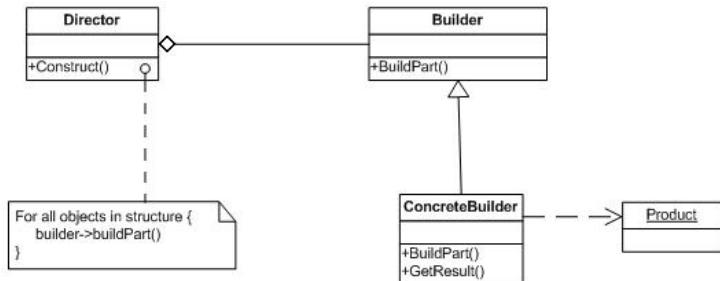 Director
Builder
+Construct()
+BuildPart()
For all objects in structure {
builder->buildPart()
}
ConcreteBuilder
Product
+BuildPart()
+GetResult()